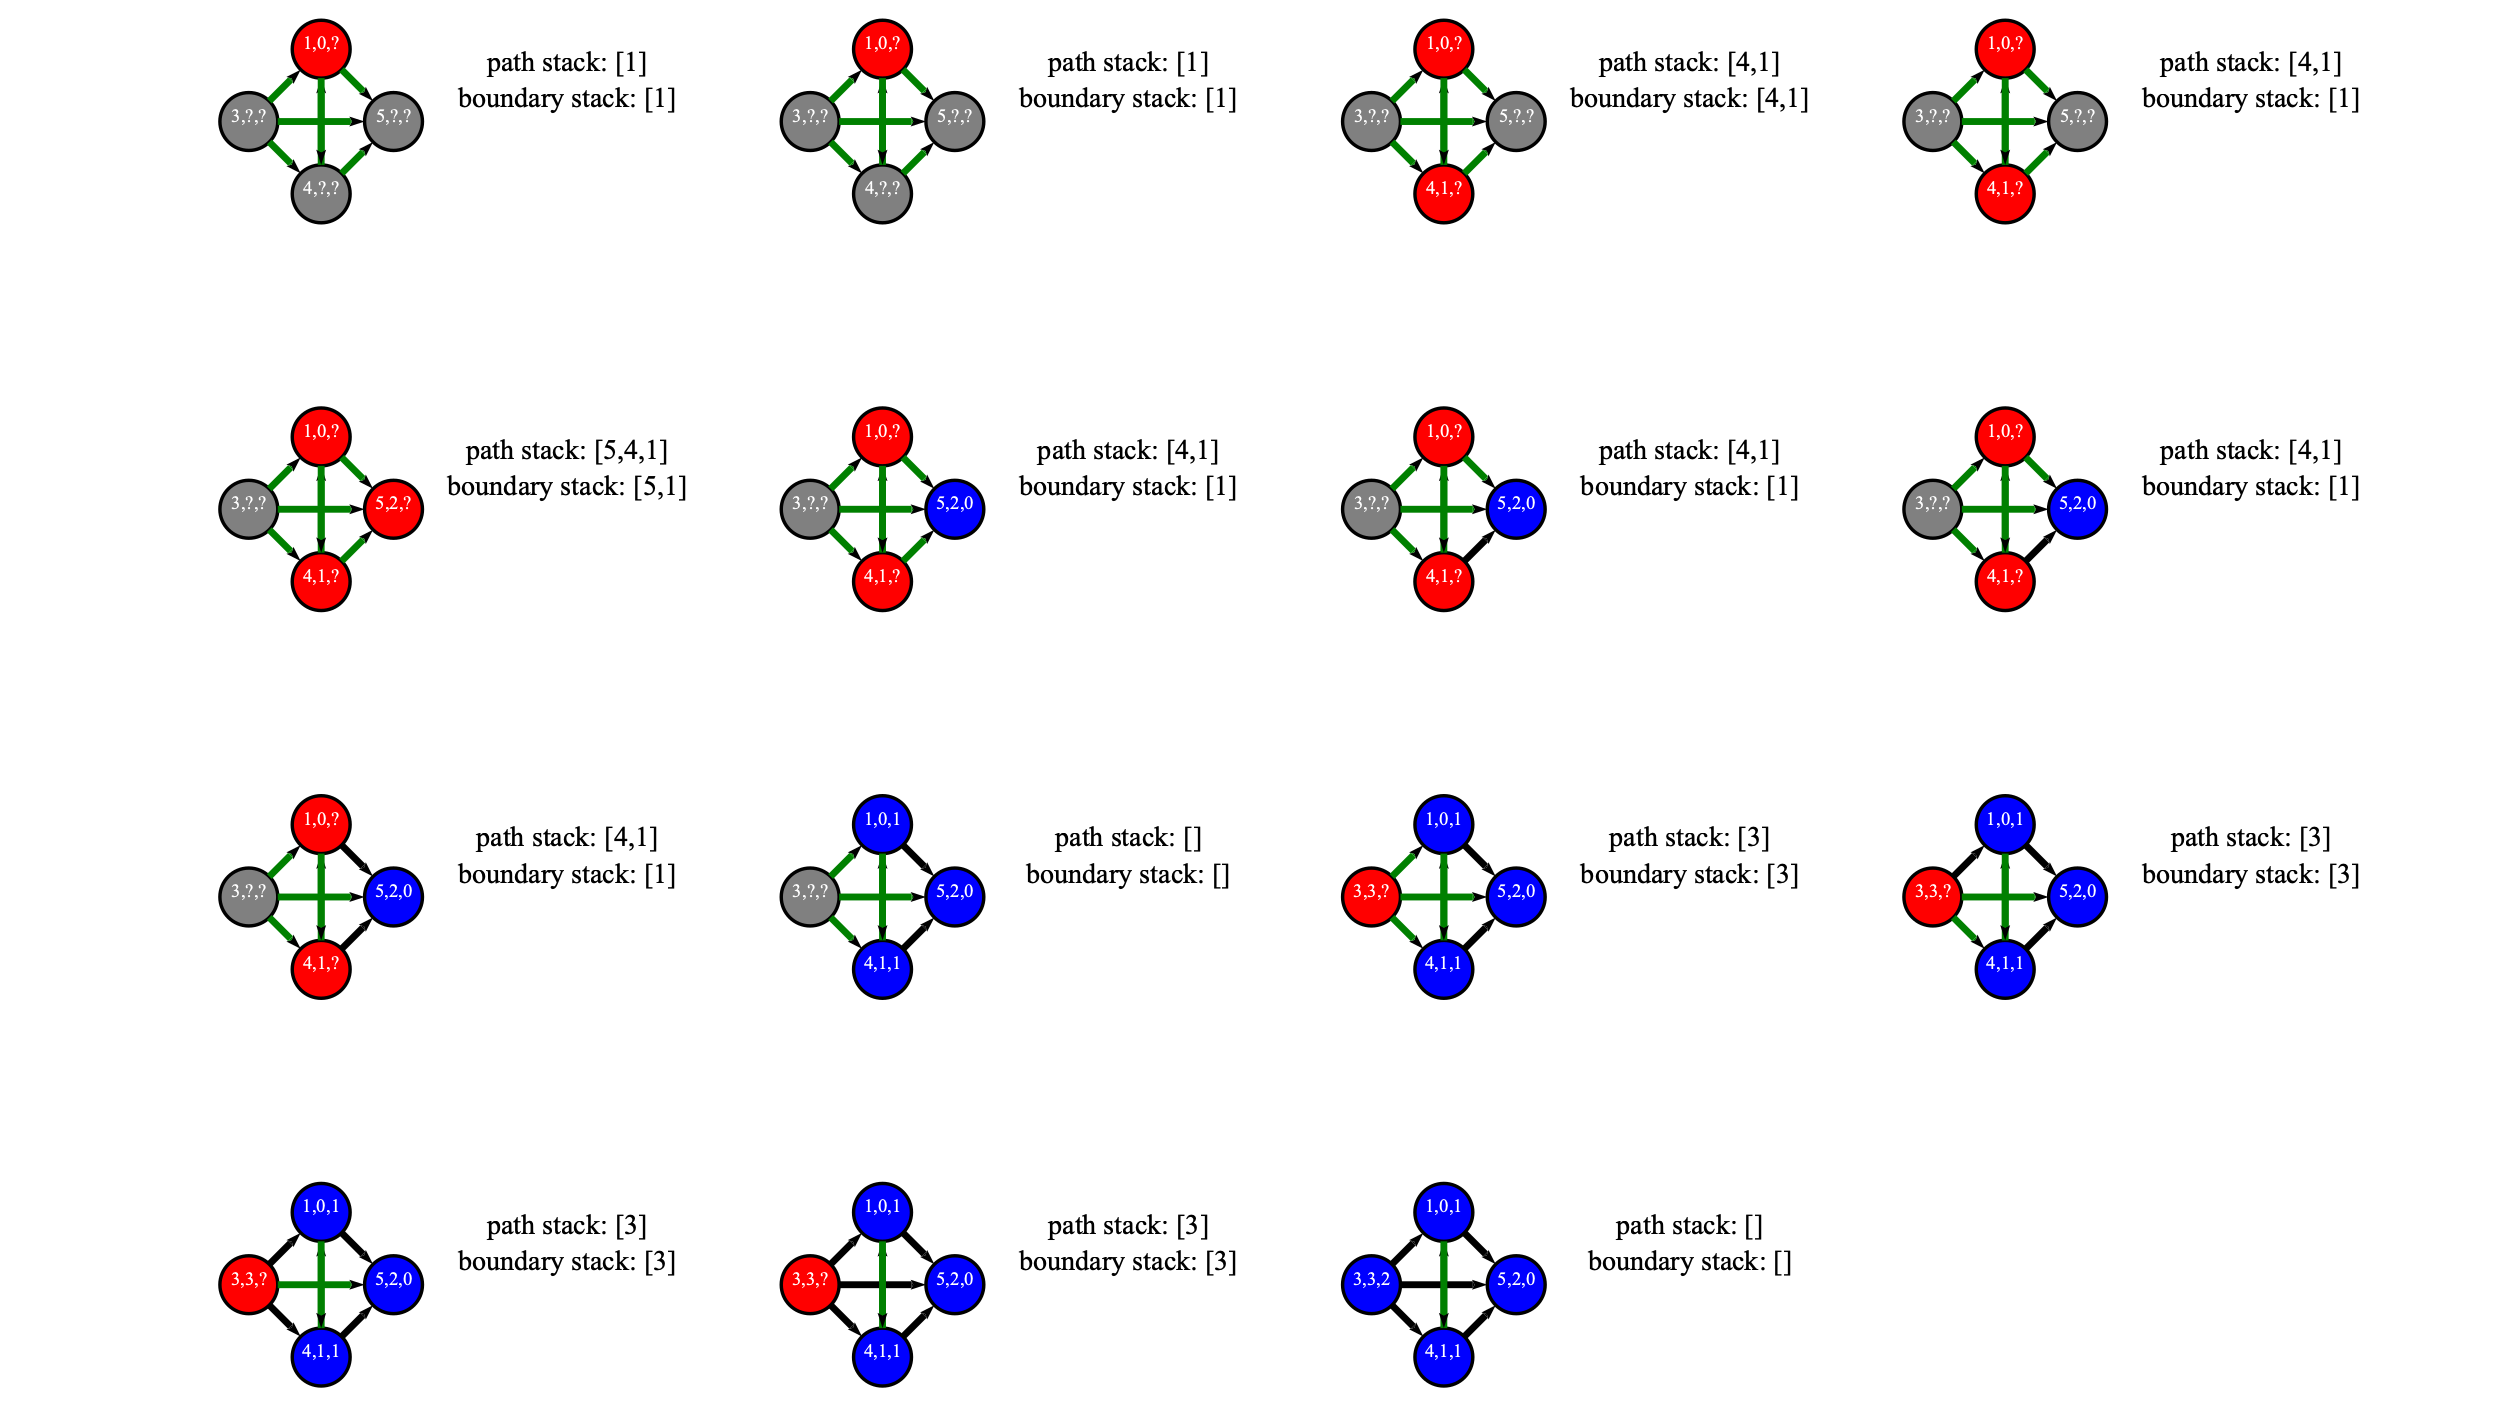 1,0,?
path stack: [1]
boundary stack: [1]
3,?,?
5,?,?
4,?,?
1,0,?
path stack: [1]
boundary stack: [1]
3,?,?
5,?,?
4,?,?
1,0,?
path stack: [4,1]
boundary stack: [4,1]
3,?,?
5,?,?
4,1,?
1,0,?
path stack: [4,1]
boundary stack: [1]
3,?,?
5,?,?
4,1,?
1,0,?
path stack: [5,4,1]
boundary stack: [5,1]
3,?,?
5,2,?
4,1,?
1,0,?
path stack: [4,1]
boundary stack: [1]
3,?,?
5,2,0
4,1,?
1,0,?
path stack: [4,1]
boundary stack: [1]
3,?,?
5,2,0
4,1,?
1,0,?
path stack: [4,1]
boundary stack: [1]
3,?,?
5,2,0
4,1,?
1,0,?
path stack: [4,1]
boundary stack: [1]
3,?,?
5,2,0
4,1,?
1,0,1
path stack: []
boundary stack: []
3,?,?
5,2,0
4,1,1
1,0,1
path stack: [3]
boundary stack: [3]
3,3,?
5,2,0
4,1,1
1,0,1
path stack: [3]
boundary stack: [3]
3,3,?
5,2,0
4,1,1
1,0,1
path stack: [3]
boundary stack: [3]
3,3,?
5,2,0
4,1,1
1,0,1
path stack: [3]
boundary stack: [3]
3,3,?
5,2,0
4,1,1
1,0,1
path stack: []
boundary stack: []
3,3,2
5,2,0
4,1,1